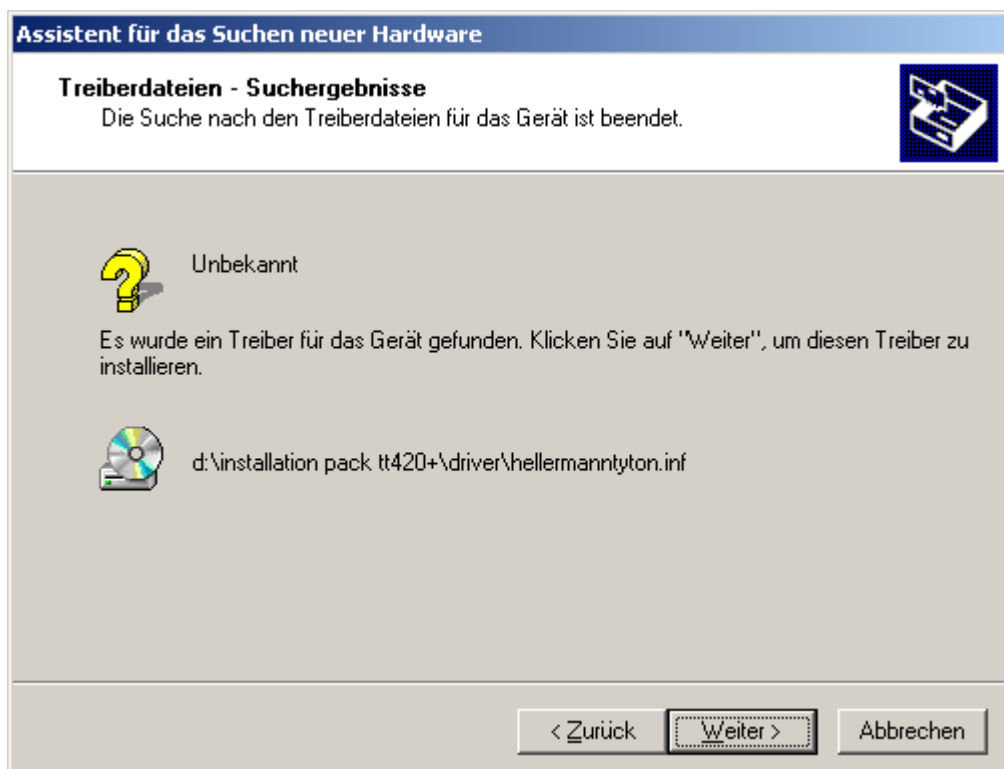 Assistent für das Suchen neuer Hardware
Treiberdateien - Suchergebnisse
Die Suche nach den Treiberdateien für das Gerät ist beendet.
Unbekannt
Es wurde ein Treiber für das Gerät gefunden. Klicken Sie auf "Weiter", um diesen Treiber zu
installieren.
d:\installation pack tt420+\driver\hellermanntyton.inf
< Zurück
Weiter >
Abbrechen